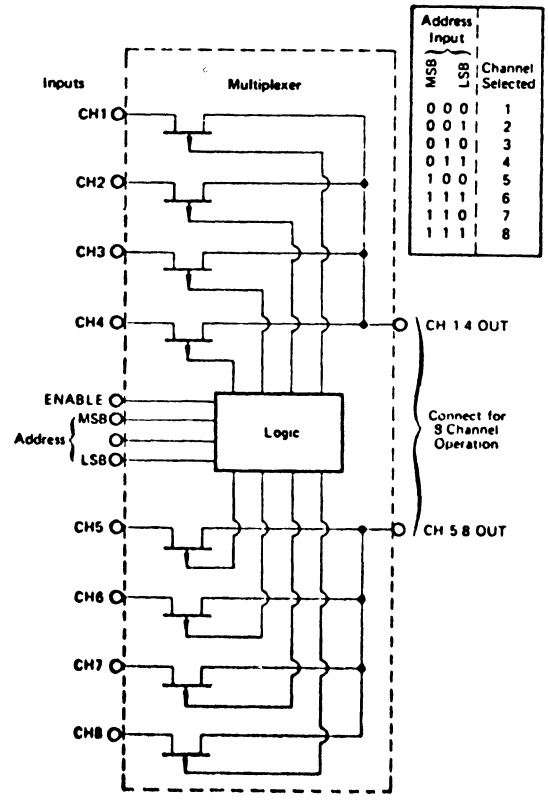 Address
Input
MSB LSB Channel
Selected
0 0 0 1
0 0 1 2
0 1 0 3
0 1 1 4
1 0 0 5
1 1 1 6
1 1 0 7
1 1 1 8
Inputs Multiplexer
CH1
CH2
CH3
CH4
CH 1 4 OUT
ENABLE
MSB
Address
LSB
Logic
Connect for
8 Channel
Operation
CH5
CH 5 8 OUT
CH6
CH7
CH8